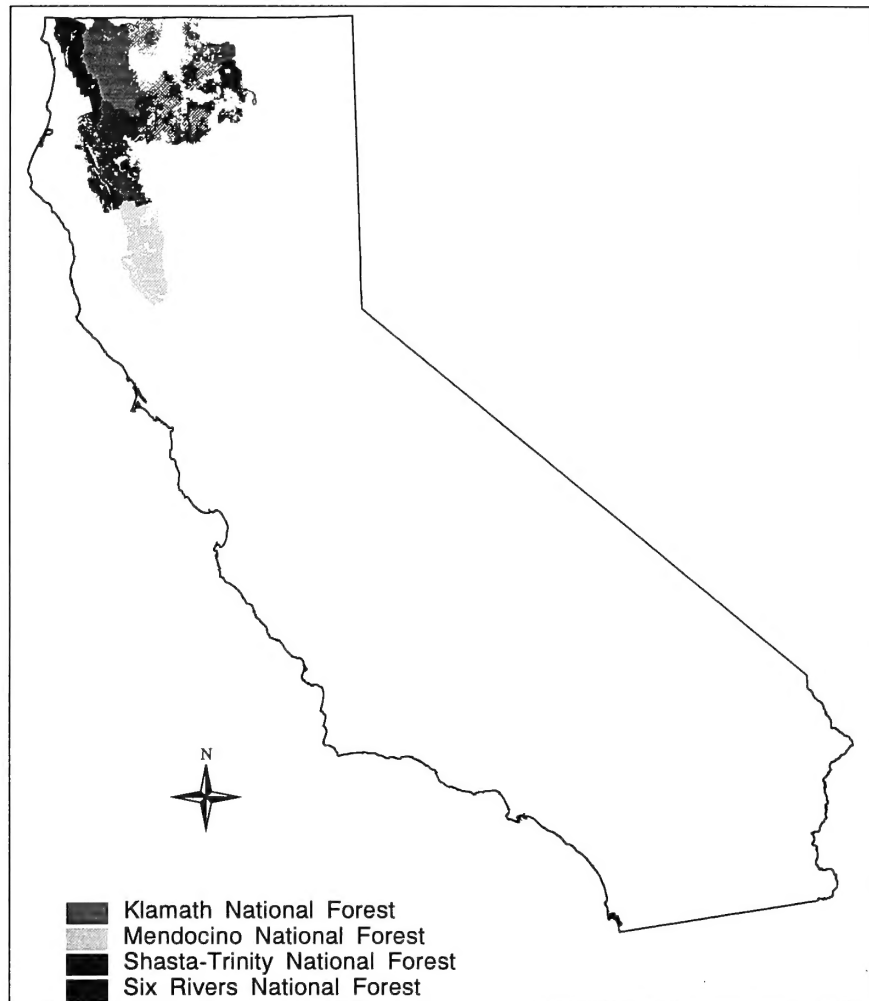 N
Klamath National Forest
Mendocino National Forest
Shasta-Trinity National Forest
Six Rivers National Forest